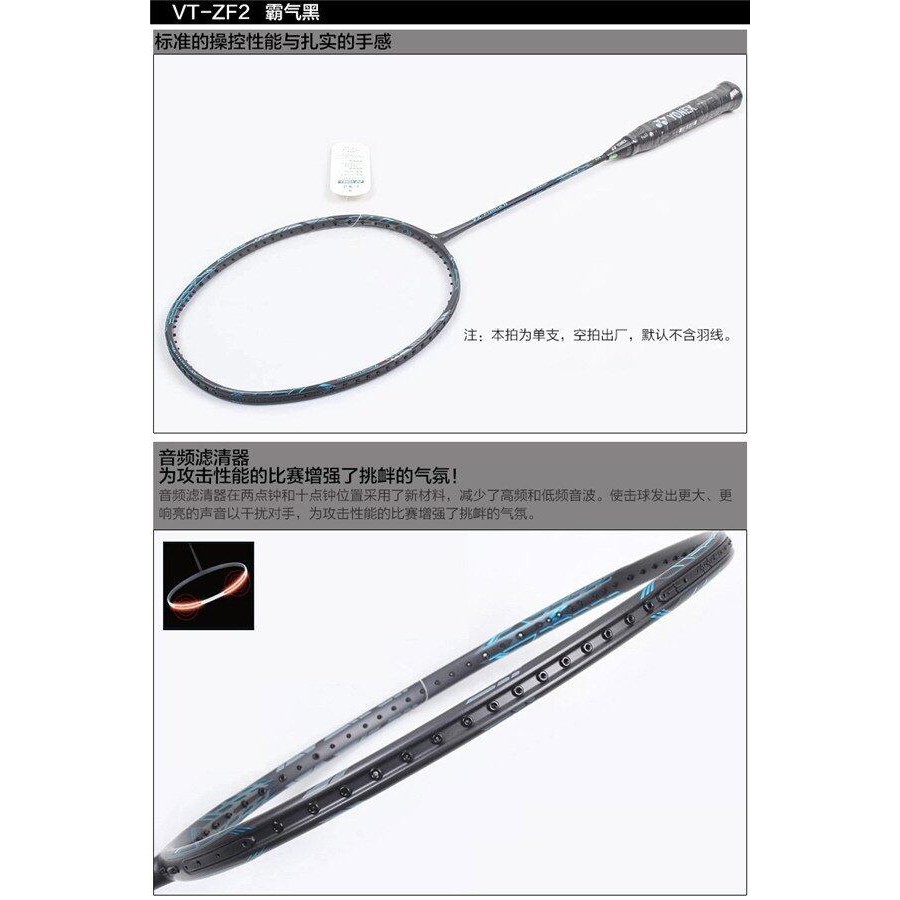 VT-ZF2 霸气黑
标准的操控性能与扎实的手感
YONEX
注：本拍为单支，空拍出厂，默认不含羽线。
音频滤清器
为攻击性能的比赛增强了挑衅的气氛！
音频滤清器在两点钟和十点钟位置采用了新材料，减少了高频和低频音波。使击球发出更大、更
响亮的声音以干扰对手，为攻击性能的比赛增强了挑衅的气氛。